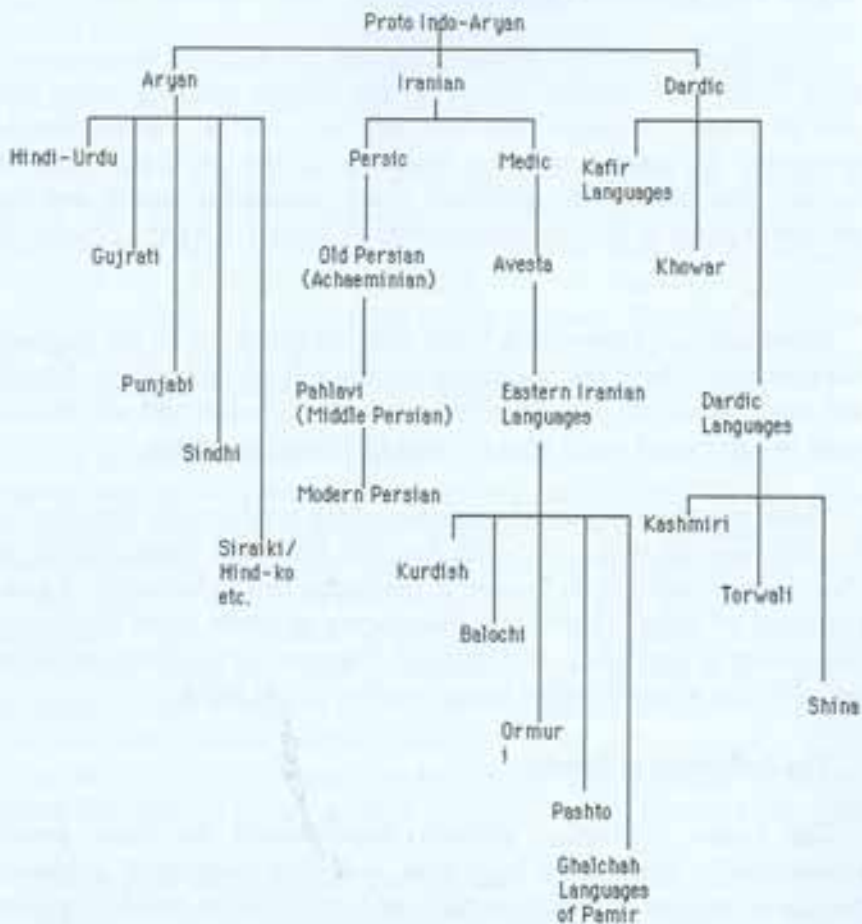 Proto Indo-Aryan
Aryan
Iranian
Dardic
Hindi-Urdu
Persic
Medic
Kafir
Languages
Gujrati
Old Persian
(Achaeminian)
Avesta
Khowar
Punjabi
Pahlavi
(Middle Persian)
Eastern Iranian
Languages
Dardic
Languages
Sindhi
Modern Persian
Kashmiri
Siraiki/
Hind-ko
etc.
Kurdish
Torwali
Balochi
Shina
Ormur
i
Pashto
Ghalchah
Languages
of Pamir